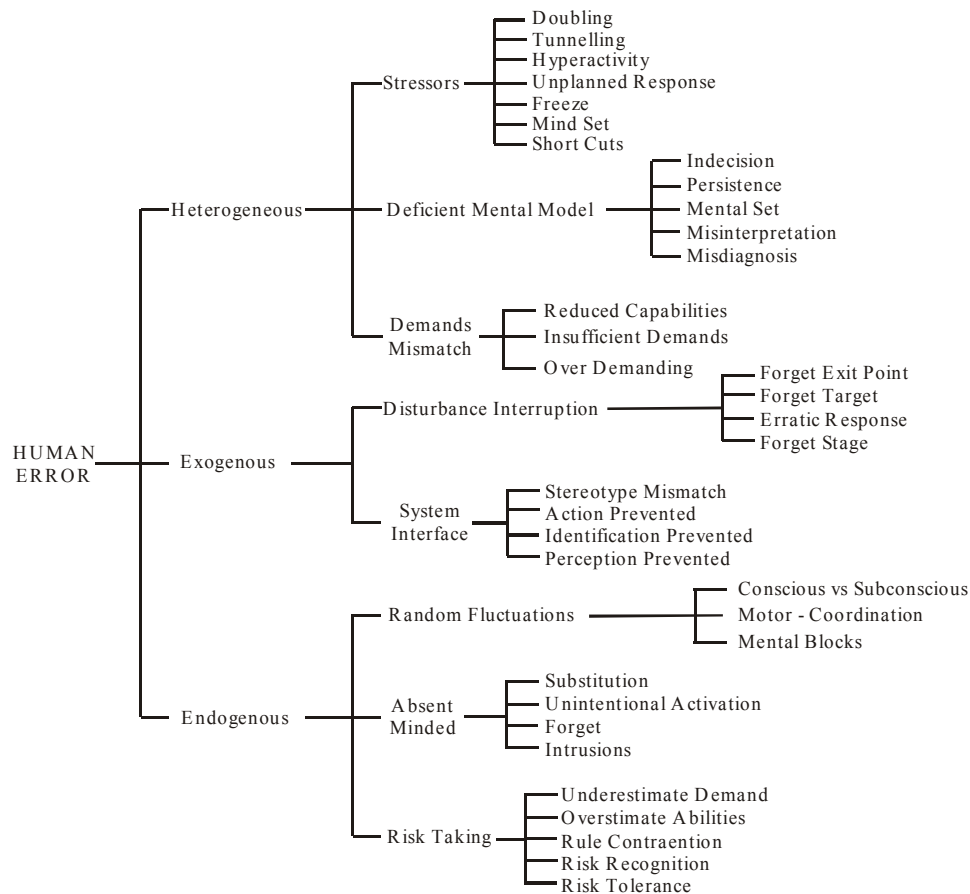 HUMAN
ERROR
Heterogeneous
Stressors
Doubling
Tunnelling
Hyperactivity
Unplanned Response
Freeze
Mind Set
Short Cuts
Deficient Mental Model
Indecision
Persistence
Mental Set
Misinterpretation
Misdiagnosis
Demands
Mismatch
Reduced Capabilities
Insufficient Demands
Over Demanding
Exogenous
Disturbance Interruption
Forget Exit Point
Forget Target
Erratic Response
Forget Stage
System
Interface
Stereotype Mismatch
Action Prevented
Identification Prevented
Perception Prevented
Endogenous
Random Fluctuations
Conscious vs Subconscious
Motor - Coordination
Mental Blocks
Absent
Minded
Substitution
Unintentional Activation
Forget
Intrusions
Risk Taking
Underestimate Demand
Overstimate Abilities
Rule Contraention
Risk Recognition
Risk Tolerance